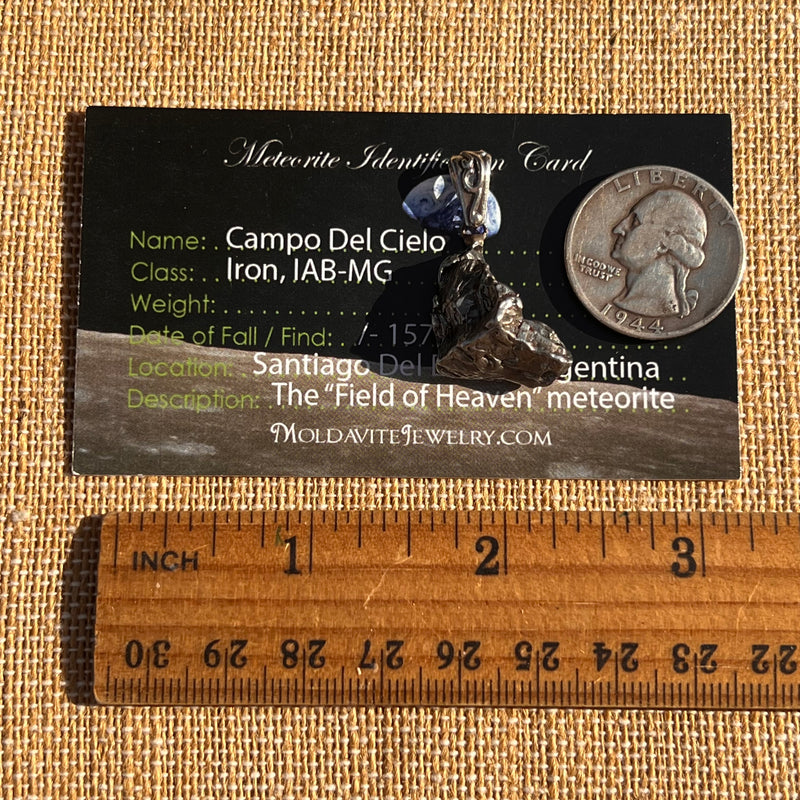 Meteorite Identific n Card
Name: . Campo Del Cielo
Class: . . Iron, IAB-MG
Weight:
Date of Fall / Find: . /- 157
Location: Santiago Del gentina
Description: The "Field of Heaven" meteorite
MOLDAVITEJEWELRY.COM
LIBERTY
IN GOD WE
TRUST
1944
INCH 1 2 3
30 29 28 27 26 25 24 23 22